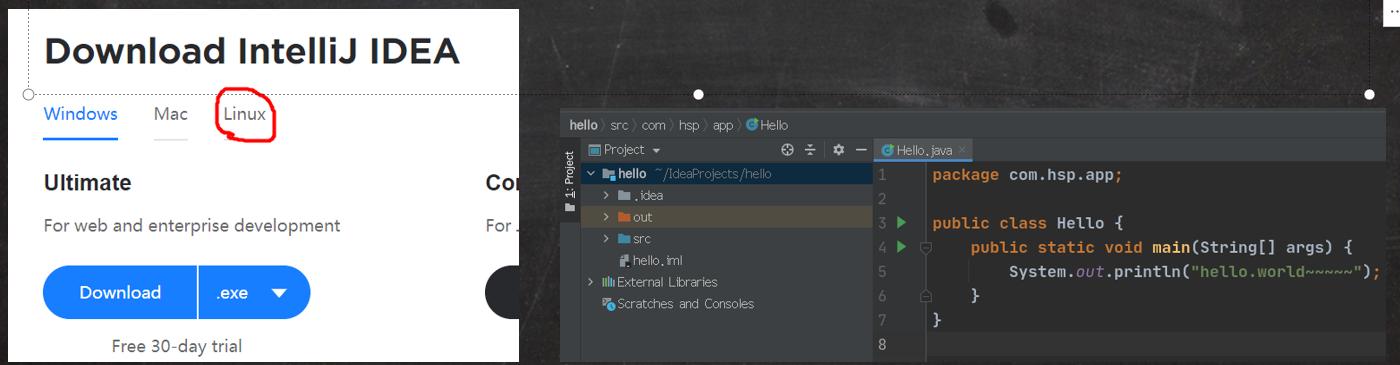 Download IntelliJ IDEA
Windows Mac Linux
Ultimate
For web and enterprise development
Download .exe
Free 30-day trial
For
hello src com hsp app Hello
1: Project
Project
hello ~/IdeaProjects/hello
.idea
out
src
hello.iml
External Libraries
Scratches and Consoles
Hello.java
1 package com.hsp.app;
2
3 public class Hello {
4 public static void main(String[] args) {
5 System.out.println("hello.world~~~~~");
6 }
7 }
8